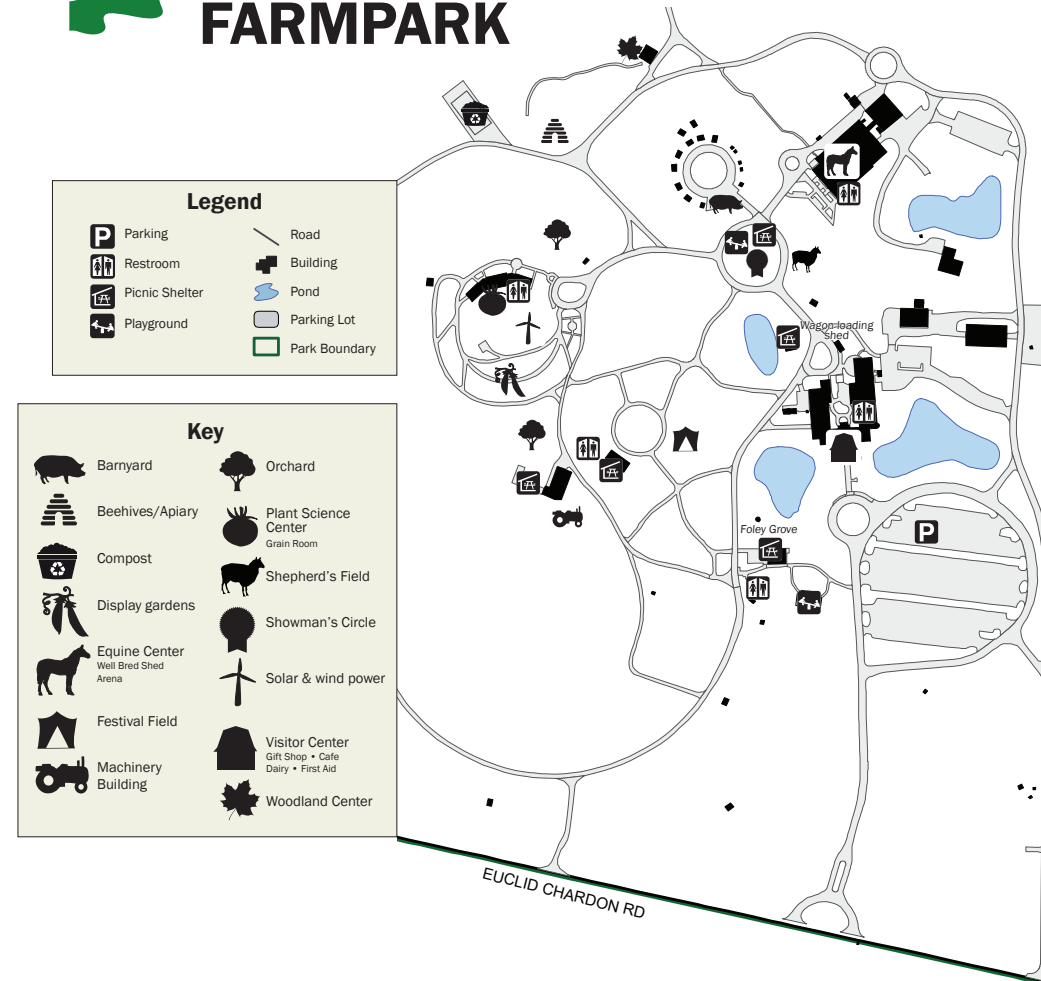 FARMPARK
Legend
P Parking
Restroom
Picnic Shelter
Playground
Road
Building
Pond
Parking Lot
Park Boundary
Key
Barnyard
Beehives/Apiary
Compost
Display gardens
Equine Center
Well Bred Shed
Arena
Festival Field
Machinery
Building
Orchard
Plant Science
Center
Grain Room
Shepherd's Field
Showman's Circle
Solar & wind power
Visitor Center
Gift Shop • Cafe
Dairy • First Aid
Woodland Center
Wagon loading
shed
Foley Grove
P
EUCLID CHARDON RD